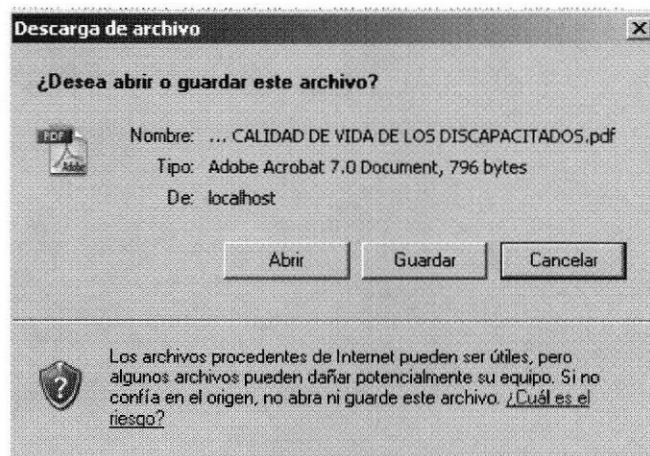 Descarga de archivo
¿Desea abrir o guardar este archivo?
PDF
Adobe
Nombre: ... CALIDAD DE VIDA DE LOS DISCAPACITADOS.pdf
Tipo: Adobe Acrobat 7.0 Document, 796 bytes
De: localhost
Abrir Guardar Cancelar
Los archivos procedentes de Internet pueden ser útiles, pero
algunos archivos pueden dañar potencialmente su equipo. Si no
confía en el origen, no abra ni guarde este archivo. ¿Cuál es el
riesgo?